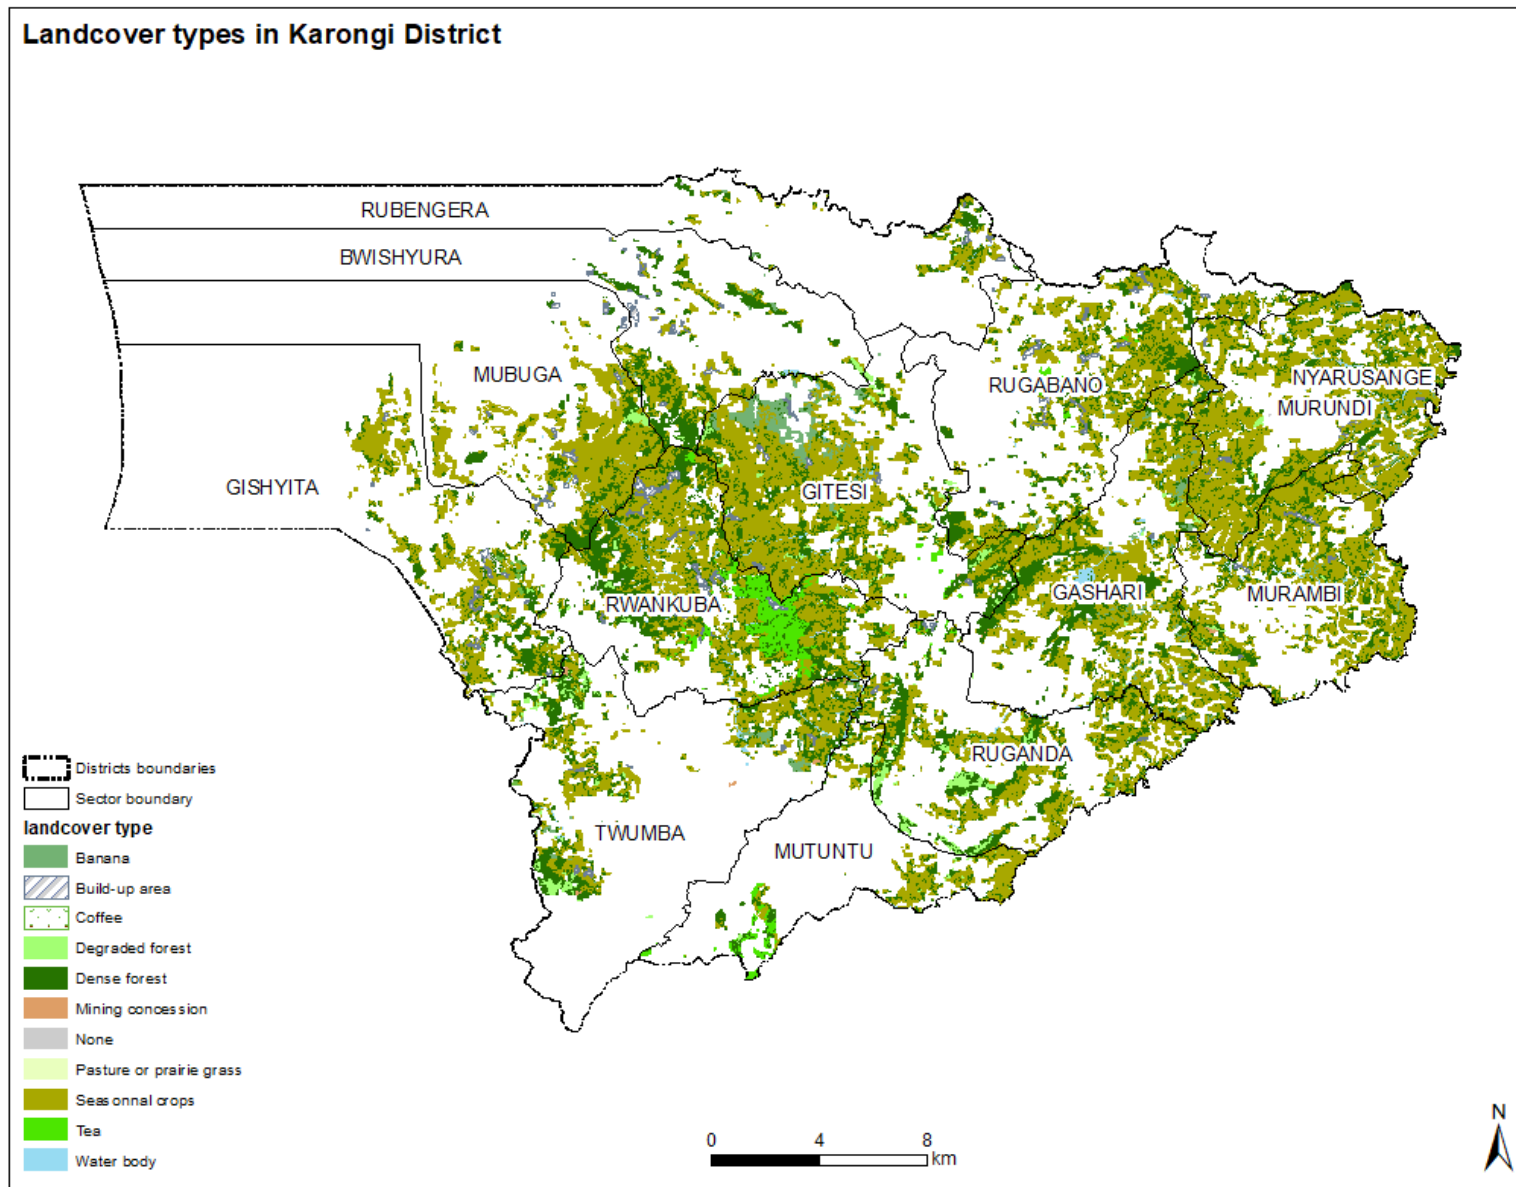 Landcover types in Karongi District
RUBENGERA
BWISHYURA
MUBUGA
RUGABANO
NYARUSANGE
MURUNDI
GISHYITA
GITESI
RWANKUBA
GASHARI
MURAMBI
RUGANDA
TWUMBA
MUTUNTU
Districts boundaries
Sector boundary
landcover type
Banana
Build-up area
Coffee
Degraded forest
Dense forest
Mining concession
None
Pasture or prairie grass
Seasonnal crops
Tea
Water body
0 4 8
km
N